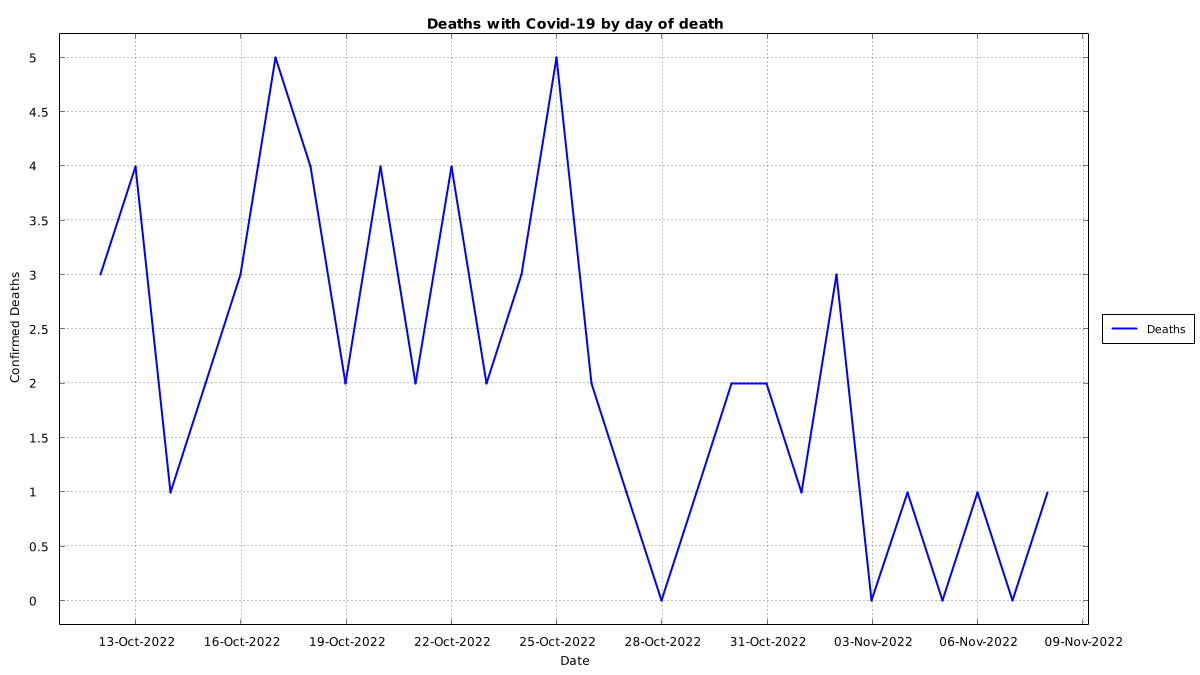 Deaths with Covid-19 by day of death
5
4.5
4
3.5
3
2.5
2
1.5
1
0.5
0
Confirmed Deaths
Deaths
13-Oct-2022 16-Oct-2022 19-Oct-2022 22-Oct-2022 25-Oct-2022 28-Oct-2022 31-Oct-2022 03-Nov-2022 06-Nov-2022 09-Nov-2022
Date